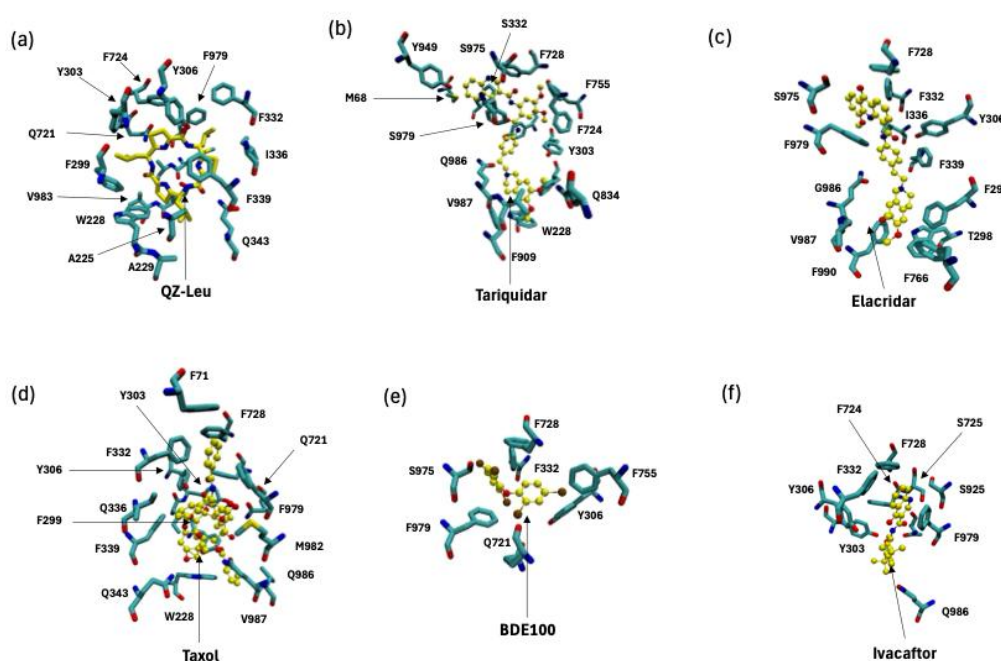 (a)
F724
F979
Y303
Y306
F332
Q721
I336
F299
V983
F339
W228
Q343
A225
A229
QZ-Leu
(b)
S332
Y949
S975
F728
M68
F755
S979
F724
Y303
Q986
Q834
V987
W228
F909
Tariquidar
(c)
F728
S975
F332
I336
Y306
F979
F339
G986
F29
V987
T298
F990
F766
Elacridar
(d)
F71
Y303
F728
Q721
F332
Y306
Q336
F979
F299
M982
F339
Q986
Q343
W228
V987
Taxol
(e)
F728
S975
F332
F755
F979
Y306
Q721
BDE100
(f)
F724
S725
F728
F332
Y306
S925
Y303
F979
Q986
Ivacaftor